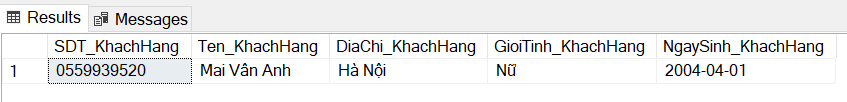 Results Messages
SDT_KhachHang Ten_KhachHang DiaChi_KhachHang GioiTinh_KhachHang NgaySinh_KhachHang
1 0559939520 Mai Vân Anh Hà Nội Nữ 2004-04-01